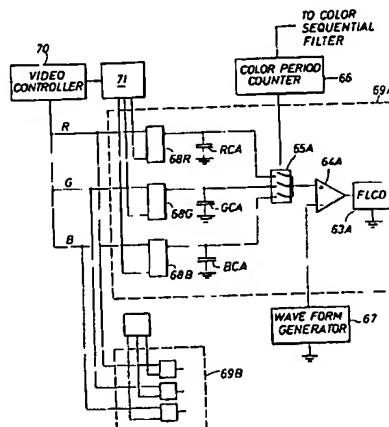 TO COLOR
SEQUENTIAL
FILTER
70
VIDEO
CONTROLLER
71
COLOR PERIOD
COUNTER
66
69A
R
68R
RCA
65A
64A
G
68G
GCA
FLCD
63A
B
68B
BCA
WAVE FORM
GENERATOR
67
69B